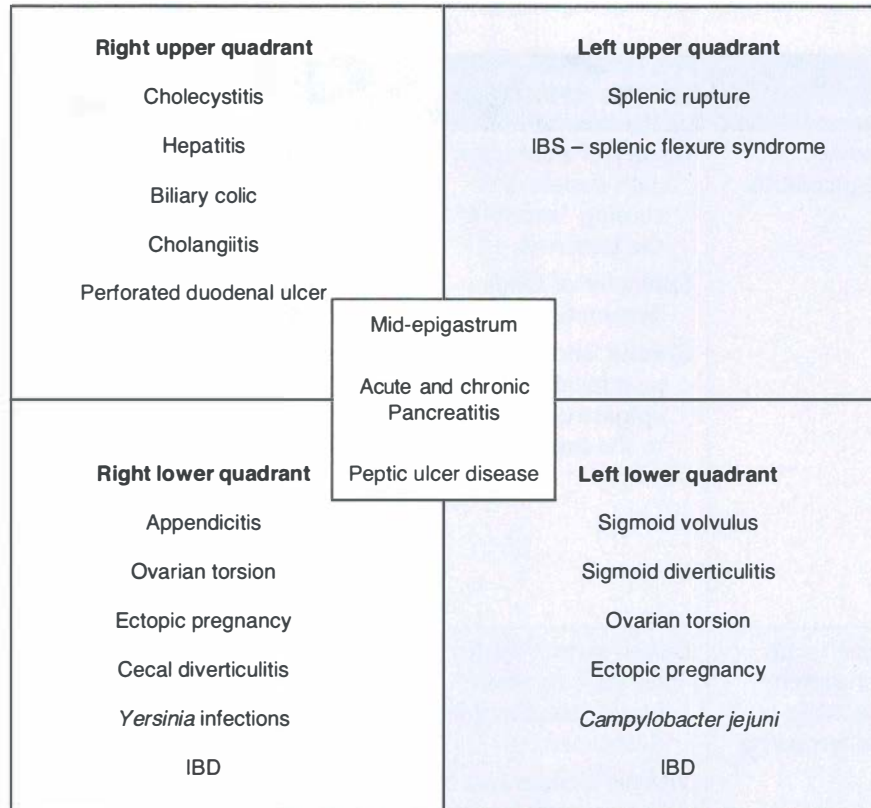 Right upper quadrant
Cholecystitis
Hepatitis
Biliary colic
Cholangiitis
Perforated duodenal ulcer
Left upper quadrant
Splenic rupture
IBS – splenic flexure syndrome
Mid-epigastrum
Acute and chronic
Pancreatitis
Peptic ulcer disease
Right lower quadrant
Appendicitis
Ovarian torsion
Ectopic pregnancy
Cecal diverticulitis
Yersinia infections
IBD
Left lower quadrant
Sigmoid volvulus
Sigmoid diverticulitis
Ovarian torsion
Ectopic pregnancy
Campylobacter jejuni
IBD